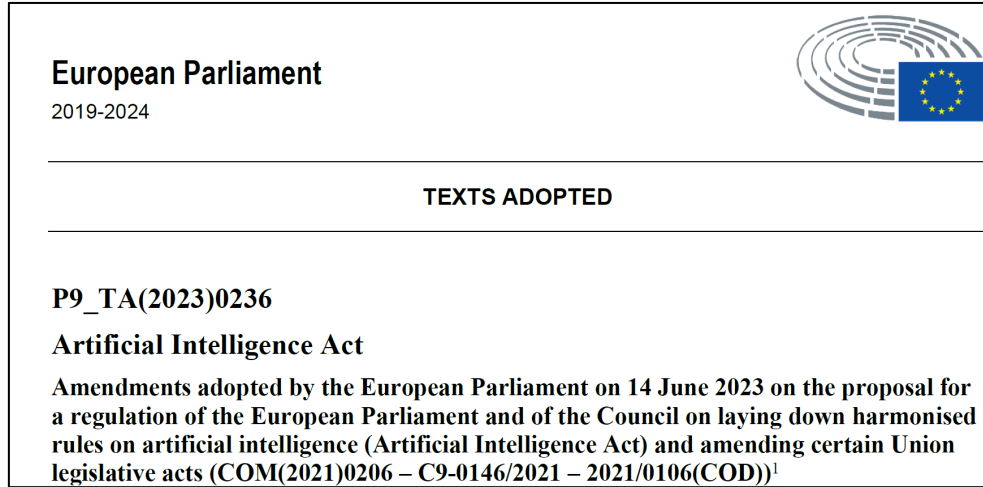 European Parliament
2019-2024
TEXTS ADOPTED
P9_TA(2023)0236
Artificial Intelligence Act
Amendments adopted by the European Parliament on 14 June 2023 on the proposal for
a regulation of the European Parliament and of the Council on laying down harmonised
rules on artificial intelligence (Artificial Intelligence Act) and amending certain Union
legislative acts (COM(2021)0206 – C9-0146/2021 – 2021/0106(COD))¹